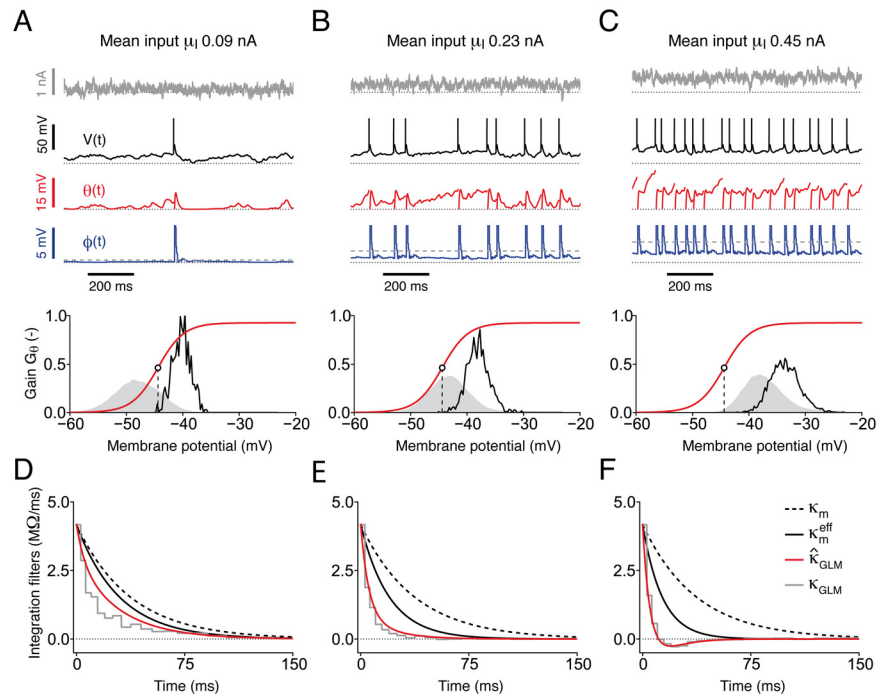 A
B
C
Mean input μI 0.09 nA
Mean input μI 0.23 nA
Mean input μI 0.45 nA
1 nA
50 mV
V(t)
15 mV
θ(t)
5 mV
ϕ(t)
200 ms
200 ms
200 ms
Gain Gθ (-)
1.0
0.5
0.0
−60 −50 −40 −30 −20
Membrane potential (mV)
1.0
0.5
0.0
−60 −50 −40 −30 −20
Membrane potential (mV)
1.0
0.5
0.0
−60 −50 −40 −30 −20
Membrane potential (mV)
D
E
F
Integration filters (MΩ/ms)
5.0
2.5
0.0
0 75 150
Time (ms)
5.0
2.5
0.0
0 75 150
Time (ms)
5.0
2.5
0.0
0 75 150
Time (ms)
κm
κm eff
κ̂GLM
κGLM